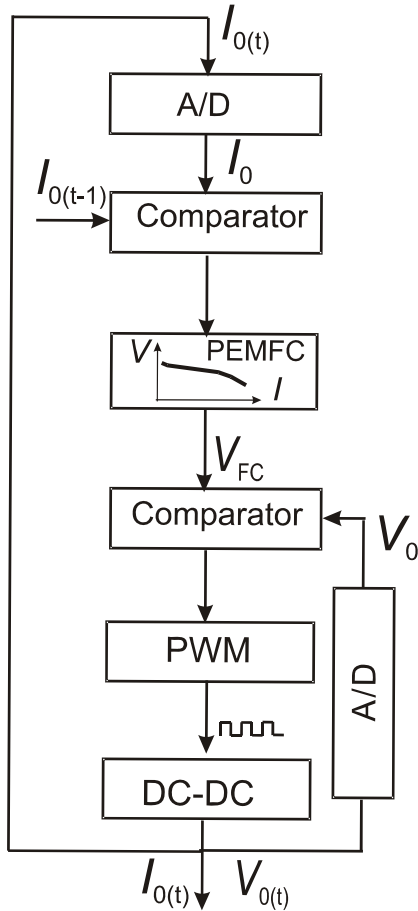 I0(t)
A/D
I0
I0(t-1)
Comparator
V PEMFC
I
VFC
Comparator
V0
PWM
A/D
DC-DC
I0(t) V0(t)